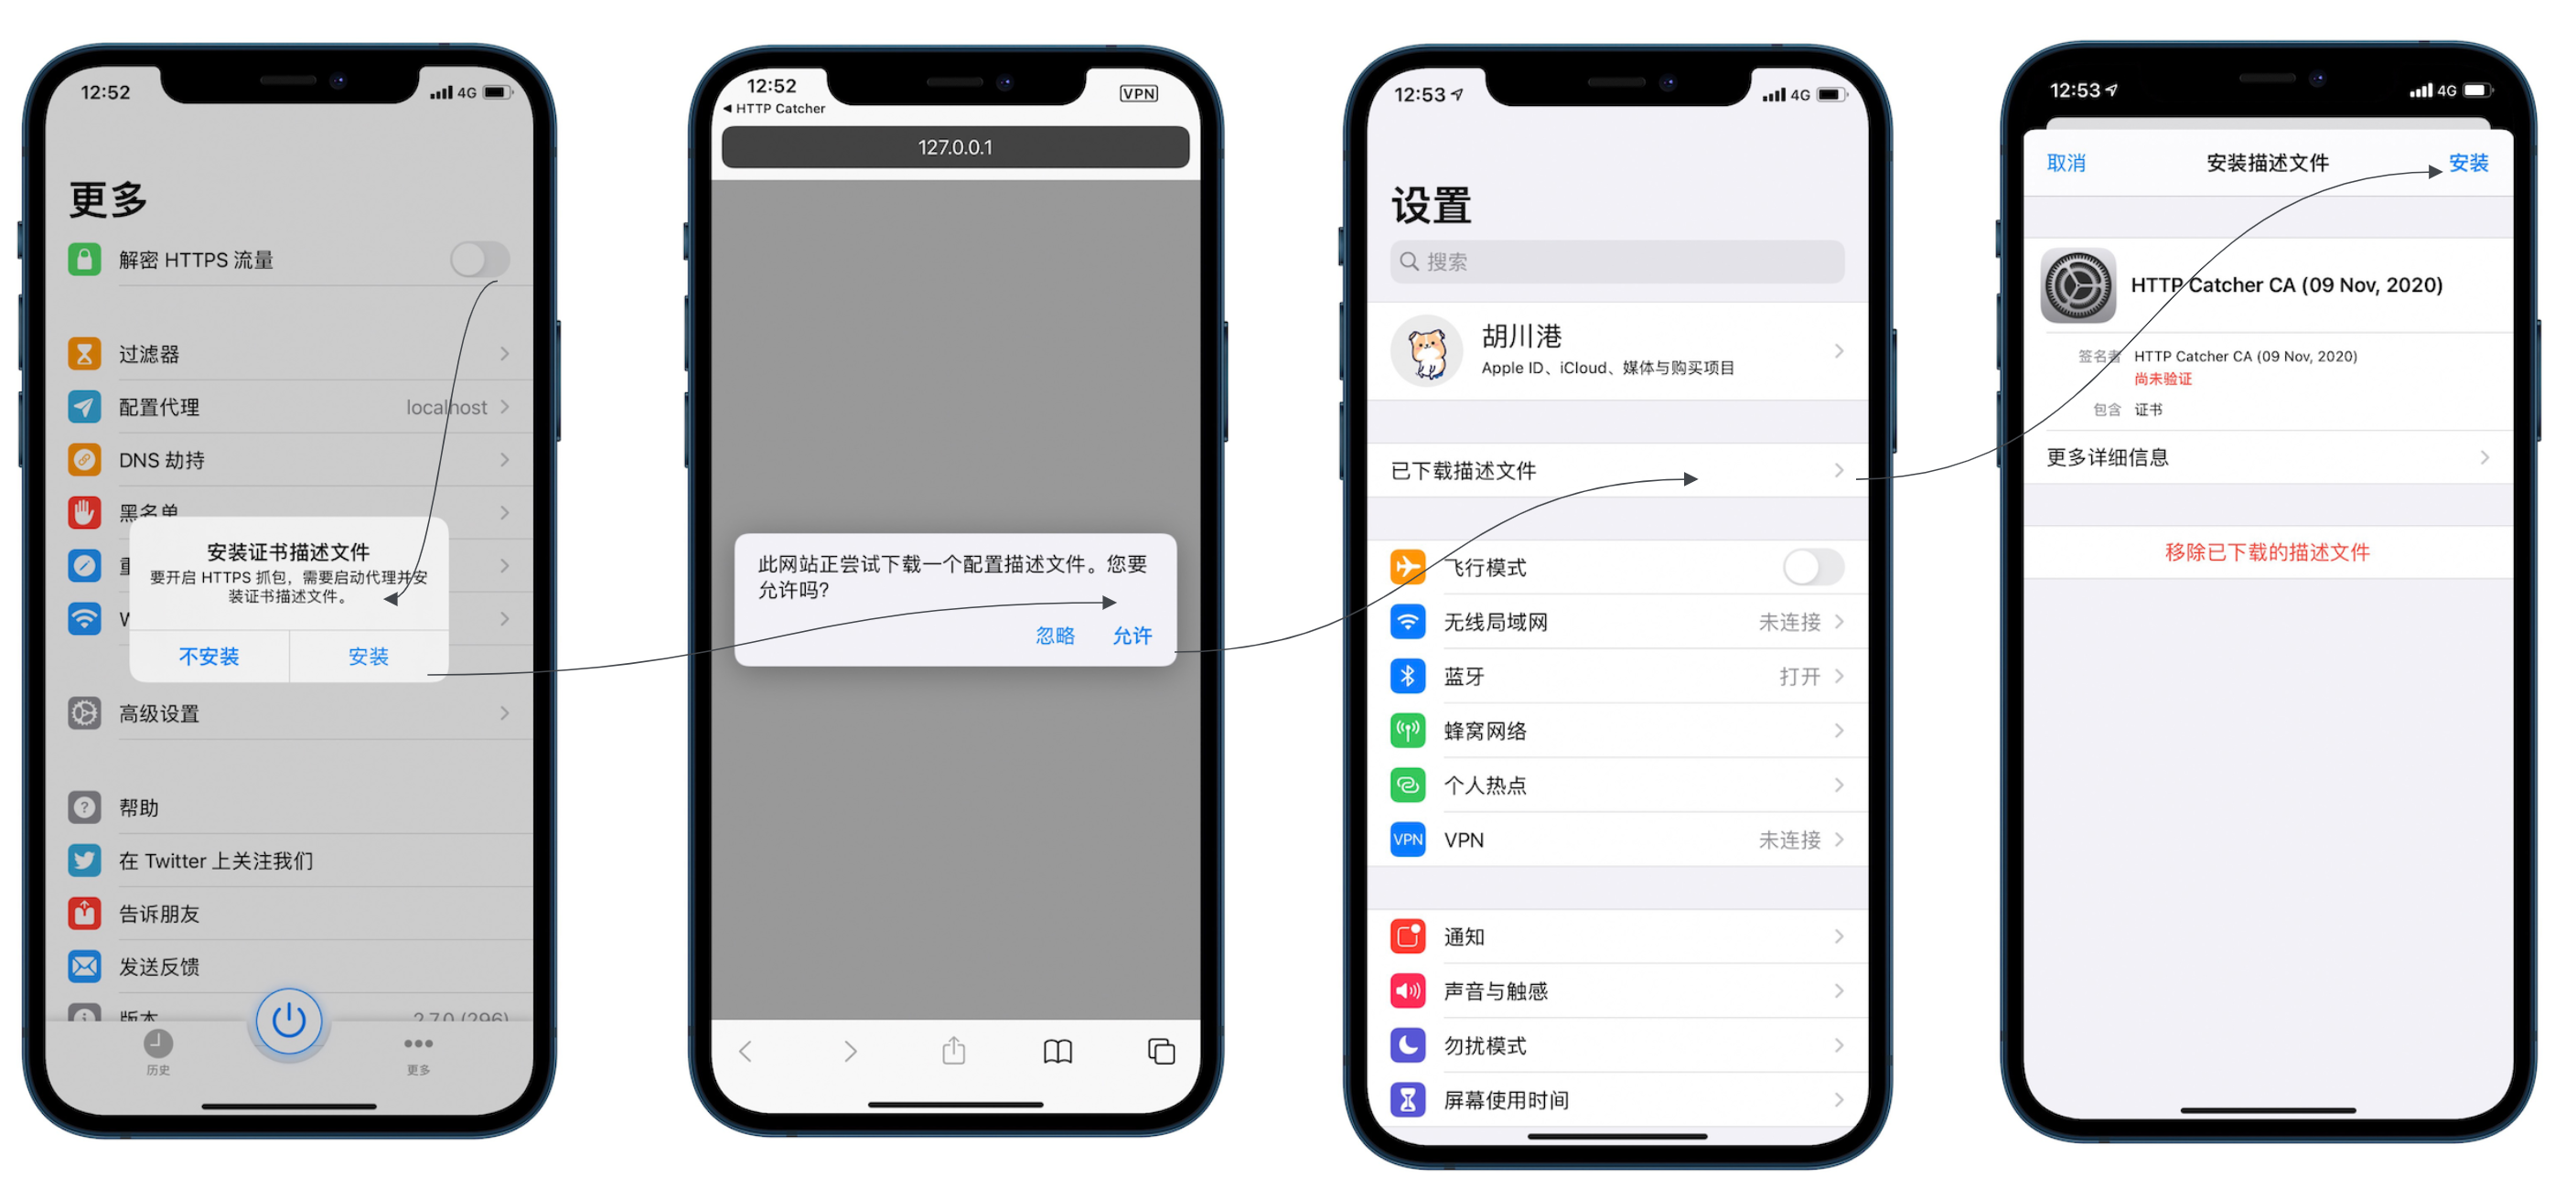 12:52
4G
更多
解密 HTTPS 流量
过滤器
配置代理
localhost
DNS 劫持
黑名单
安装证书描述文件
要开启 HTTPS 抓包，需要启动代理并安
装证书描述文件。
不安装
安装
高级设置
帮助
在 Twitter 上关注我们
告诉朋友
发送反馈
版本
2.7.0 (296)
历史
更多
12:52
VPN
HTTP Catcher
127.0.0.1
此网站正尝试下载一个配置描述文件。您要
允许吗?
忽略
允许
12:53
4G
设置
搜索
胡川港
Apple ID、iCloud、媒体与购买项目
已下载描述文件
飞行模式
无线局域网
未连接
蓝牙
打开
蜂窝网络
个人热点
VPN
VPN
未连接
通知
声音与触感
勿扰模式
屏幕使用时间
12:53
4G
取消
安装描述文件
安装
HTTP Catcher CA (09 Nov, 2020)
签名者 HTTP Catcher CA (09 Nov, 2020)
尚未验证
包含 证书
更多详细信息
移除已下载的描述文件